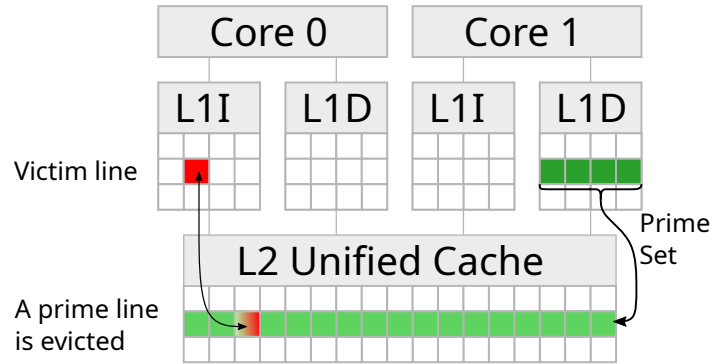 Core 0
Core 1
L1I
L1D
L1I
L1D
Victim line
Prime
Set
L2 Unified Cache
A prime line
is evicted